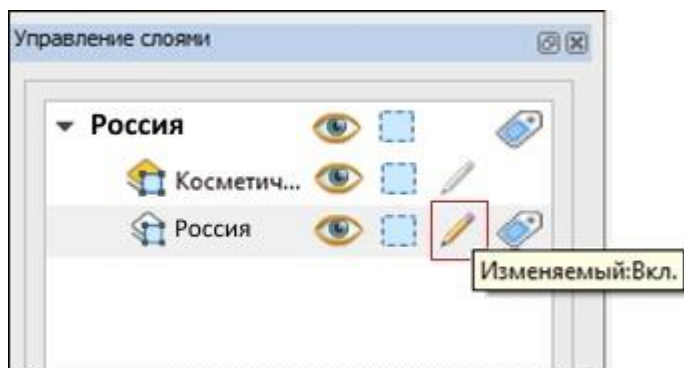 Управление слоями
Россия
Косметич...
Россия
Изменяемый:Вкл.